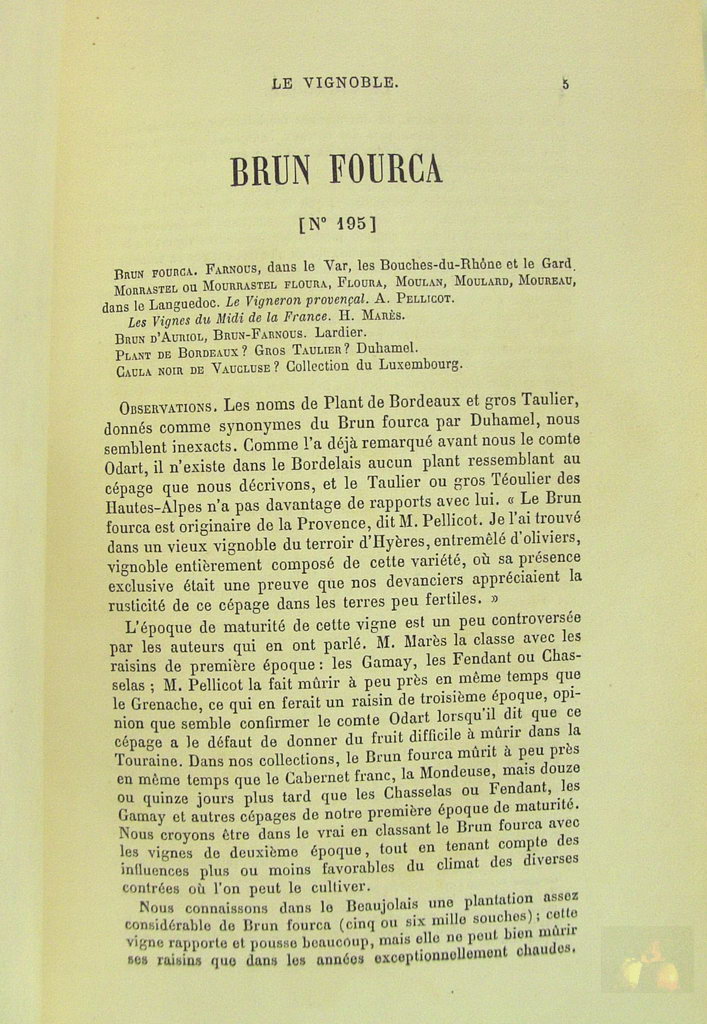 LE VIGNOBLE. 5
BRUN FOURCA
[N° 195]
BRUN FOURCA. FARNOUS, dans le Var, les Bouches-du-Rhône et le Gard.
MORRASTEL OU MOURRASTEL FLOURA, FLOURA, MOULAN, MOULARD, MOUREAU,
dans le Languedoc. Le Vigneron provençal. A. PELLICOT.
Les Vignes du Midi de la France. H. MARÈS.
BRUN D'AURIOL, BRUN-FARNOUS. Lardier.
PLANT DE BORDEAUX ? GROS TAULIER ? Duhamel.
CAULA NOIR DE VAUCLUSE ? Collection du Luxembourg.
OBSERVATIONS. Les noms de Plant de Bordeaux et gros Taulier,
donnés comme synonymes du Brun fourca par Duhamel, nous
semblent inexacts. Comme l'a déjà remarqué avant nous le comte
Odart, il n'existe dans le Bordelais aucun plant ressemblant au
cépage que nous décrivons, et le Taulier ou gros Téoulier des
Hautes-Alpes n'a pas davantage de rapports avec lui. « Le Brun
fourca est originaire de la Provence, dit M. Pellicot. Je l'ai trouvé
dans un vieux vignoble du terroir d'Hyères, entremêlé d'oliviers,
vignoble entièrement composé de cette variété, où sa présence
exclusive était une preuve que nos devanciers appréciaient la
rusticité de ce cépage dans les terres peu fertiles. »
L'époque de maturité de cette vigne est un peu controversée
par les auteurs qui en ont parlé. M. Marès la classe avec les
raisins de première époque : les Gamay, les Fendant ou Chas-
selas ; M. Pellicot la fait mûrir à peu près en même temps que
le Grenache, ce qui en ferait un raisin de troisième époque, opi-
nion que semble confirmer le comte Odart lorsqu'il dit que ce
cépage a le défaut de donner du fruit difficile à mûrir dans la
Touraine. Dans nos collections, le Brun fourca mûrit à peu près
en même temps que le Cabernet franc, la Mondeuse, mais douze
ou quinze jours plus tard que les Chasselas ou Fendant, les
Gamay et autres cépages de notre première époque de maturité.
Nous croyons être dans le vrai en classant le Brun fourca avec
les vignes de deuxième époque, tout en tenant compte des
influences plus ou moins favorables du climat des diverses
contrées où l'on peut le cultiver.
Nous connaissons dans le Beaujolais une plantation assez
considérable de Brun fourca (cinq ou six mille souches) ; cette
vigne rapporte et pousse beaucoup, mais elle ne peut bien mûrir
ses raisins que dans les années exceptionnellement chaudes.